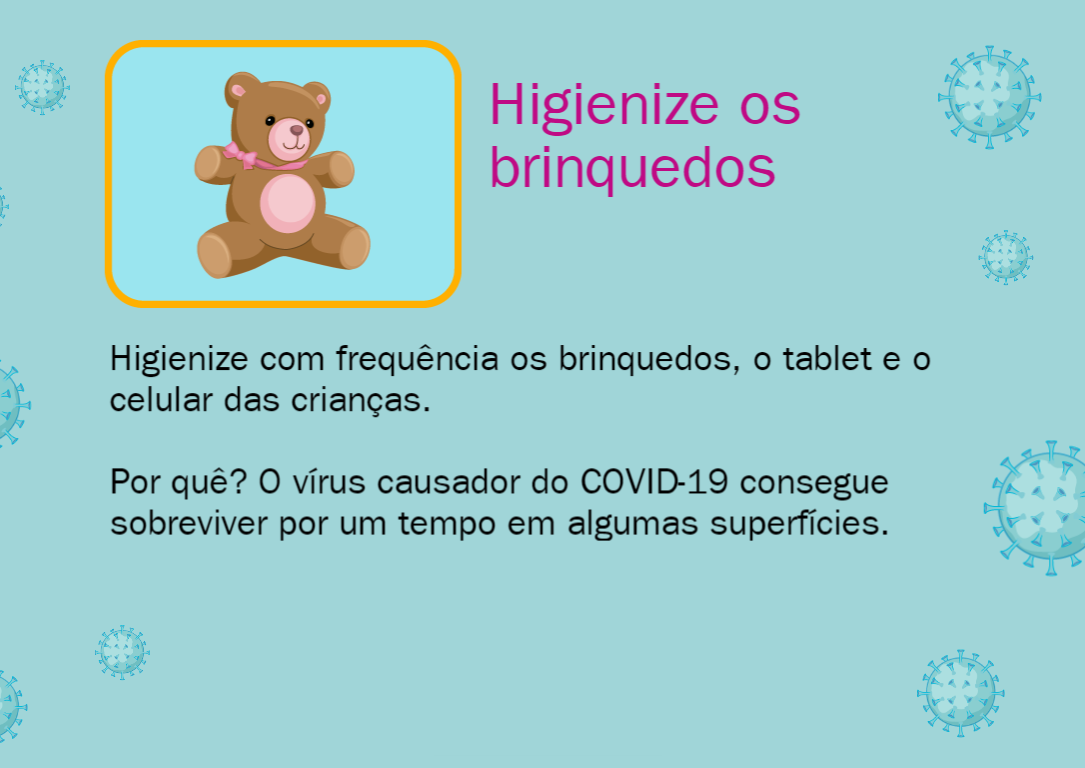 Higienize os
brinquedos
Higienize com frequência os brinquedos, o tablet e o
celular das crianças.
Por quê? O vírus causador do COVID-19 consegue
sobreviver por um tempo em algumas superfícies.